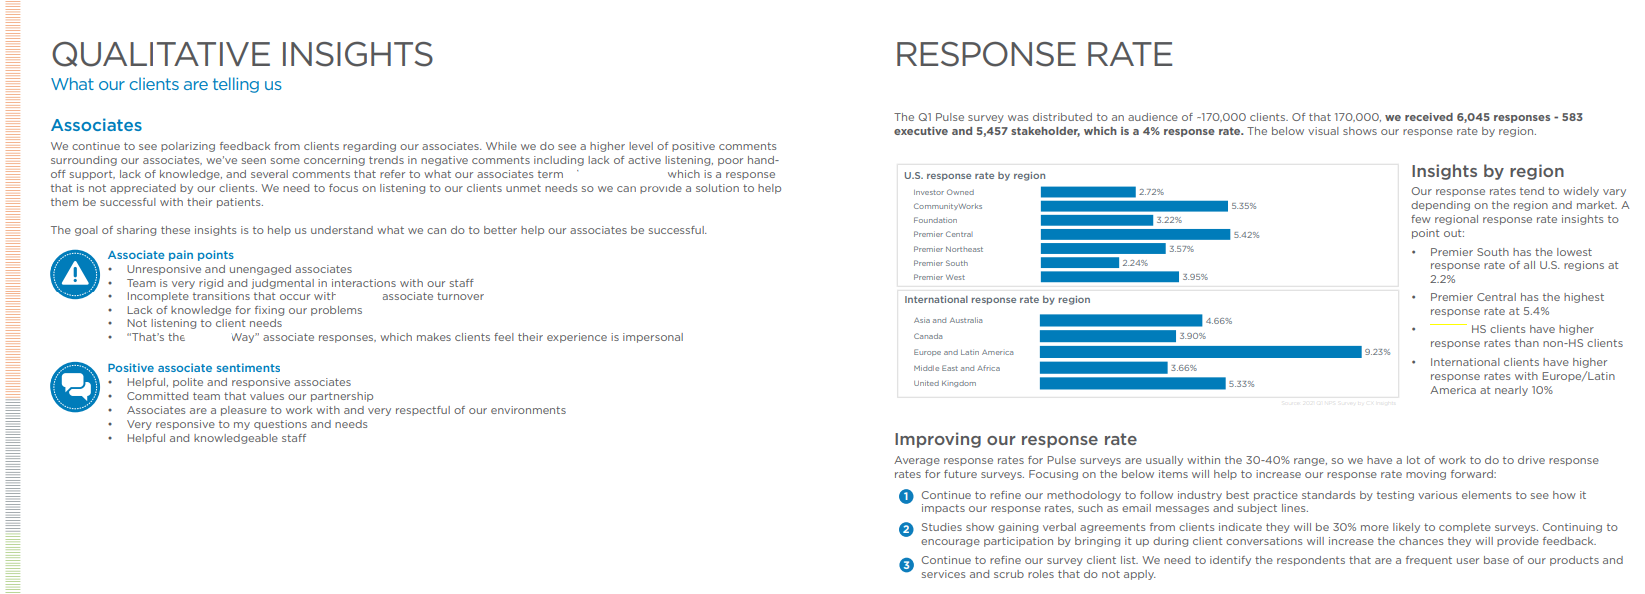 QUALITATIVE INSIGHTS
What our clients are telling us
Associates
We continue to see polarizing feedback from clients regarding our associates. While we do see a higher level of positive comments
surrounding our associates, we've seen some concerning trends in negative comments including lack of active listening, poor hand-
off support, lack of knowledge, and several comments that refer to what our associates term which is a response
that is not appreciated by our clients. We need to focus on listening to our clients unmet needs so we can provide a solution to help
them be successful with their patients.
The goal of sharing these insights is to help us understand what we can do to better help our associates be successful.
Associate pain points
• Unresponsive and unengaged associates
• Team is very rigid and judgmental in interactions with our staff
• Incomplete transitions that occur with associate turnover
• Lack of knowledge for fixing our problems
• Not listening to client needs
• “That's the Way” associate responses, which makes clients feel their experience is impersonal
Positive associate sentiments
• Helpful, polite and responsive associates
• Committed team that values our partnership
• Associates are a pleasure to work with and very respectful of our environments
• Very responsive to my questions and needs
• Helpful and knowledgeable staff
RESPONSE RATE
The Q1 Pulse survey was distributed to an audience of ~170,000 clients. Of that 170,000, we received 6,045 responses - 583
executive and 5,457 stakeholder, which is a 4% response rate. The below visual shows our response rate by region.
U.S. response rate by region
Investor Owned 2.72%
CommunityWorks 5.35%
Foundation 3.22%
Premier Central 5.42%
Premier Northeast 3.57%
Premier South 2.24%
Premier West 3.95%
International response rate by region
Asia and Australia 4.66%
Canada 3.90%
Europe and Latin America 9.23%
Middle East and Africa 3.66%
United Kingdom 5.33%
Source: 2021 Q1 NPS Survey by CX Insights
Insights by region
Our response rates tend to widely vary
depending on the region and market. A
few regional response rate insights to
point out:
• Premier South has the lowest
response rate of all U.S. regions at
2.2%
• Premier Central has the highest
response rate at 5.4%
• HS clients have higher
response rates than non-HS clients
• International clients have higher
response rates with Europe/Latin
America at nearly 10%
Improving our response rate
Average response rates for Pulse surveys are usually within the 30-40% range, so we have a lot of work to do to drive response
rates for future surveys. Focusing on the below items will help to increase our response rate moving forward:
1 Continue to refine our methodology to follow industry best practice standards by testing various elements to see how it
impacts our response rates, such as email messages and subject lines.
2 Studies show gaining verbal agreements from clients indicate they will be 30% more likely to complete surveys. Continuing to
encourage participation by bringing it up during client conversations will increase the chances they will provide feedback.
3 Continue to refine our survey client list. We need to identify the respondents that are a frequent user base of our products and
services and scrub roles that do not apply.